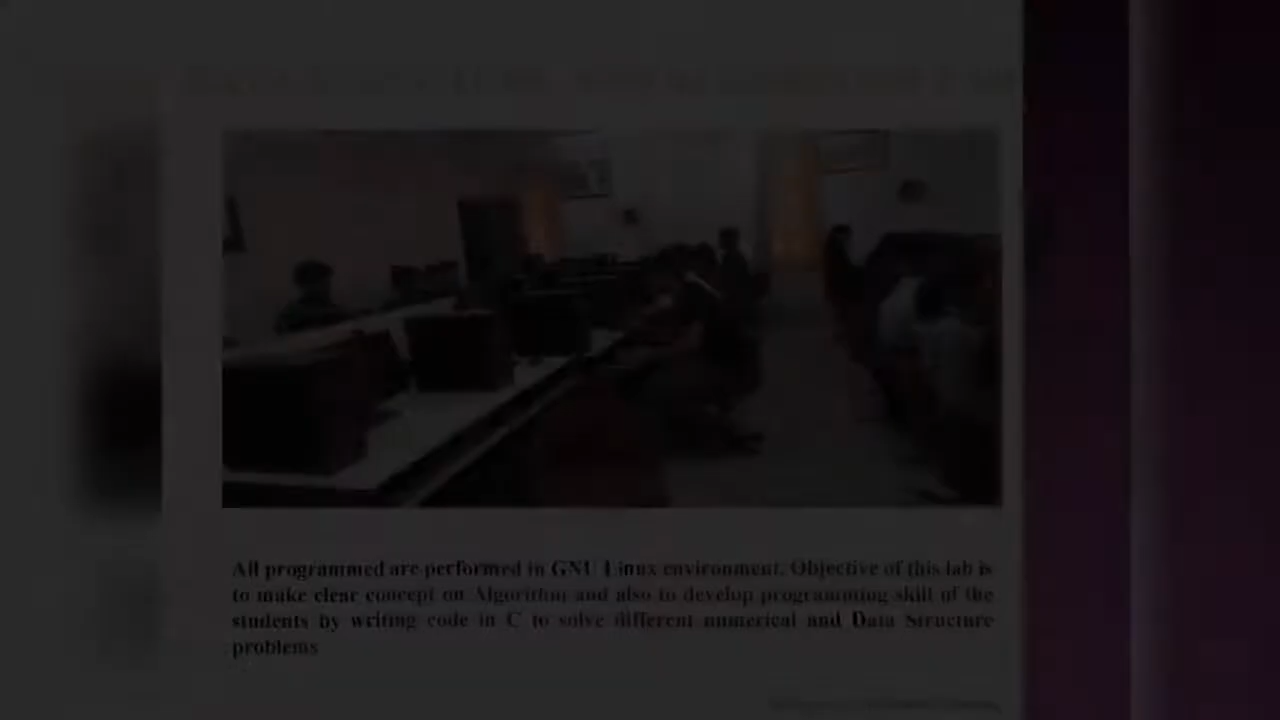 All programmed are performed in GNU Linux environment. Objective of this lab is
to make clear concept on Algorithm and also to develop programming skill of the
students by writing code in C to solve different numerical and Data Structure
problems